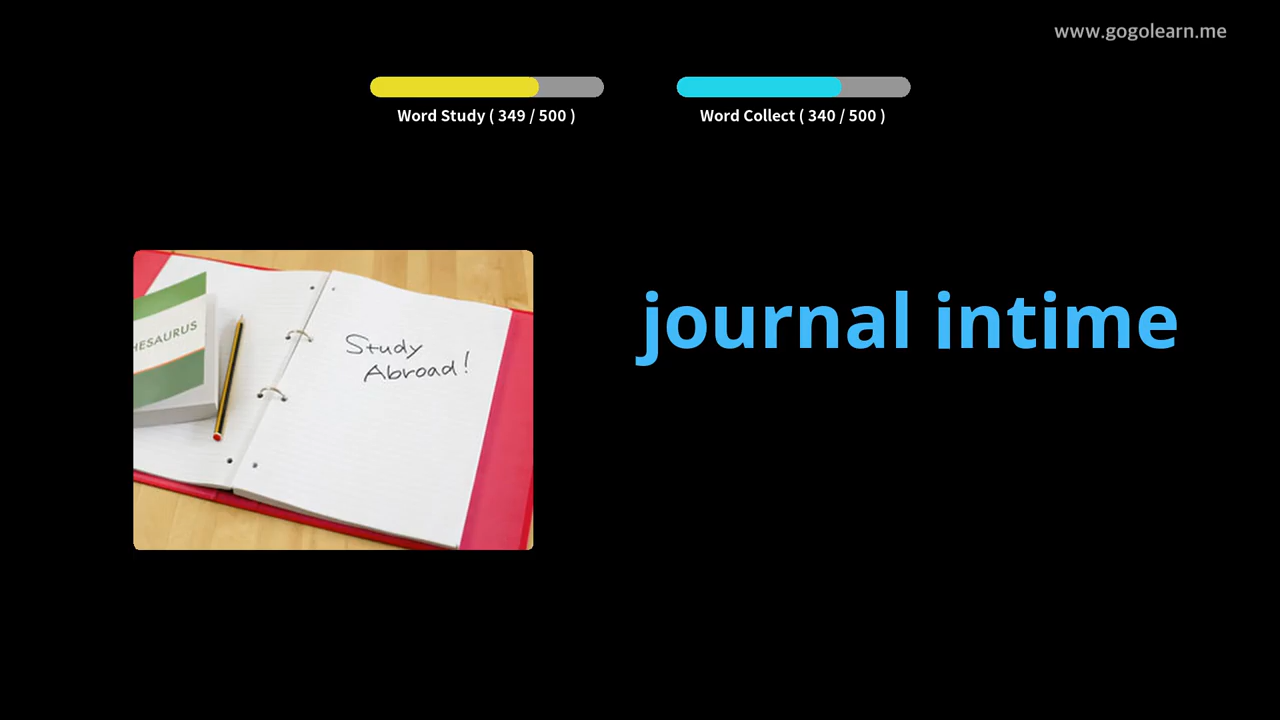 www.gogolearn.me
Word Study ( 349 / 500 )
Word Collect ( 340 / 500 )
journal intime
HESAURUS
Study
Abroad!